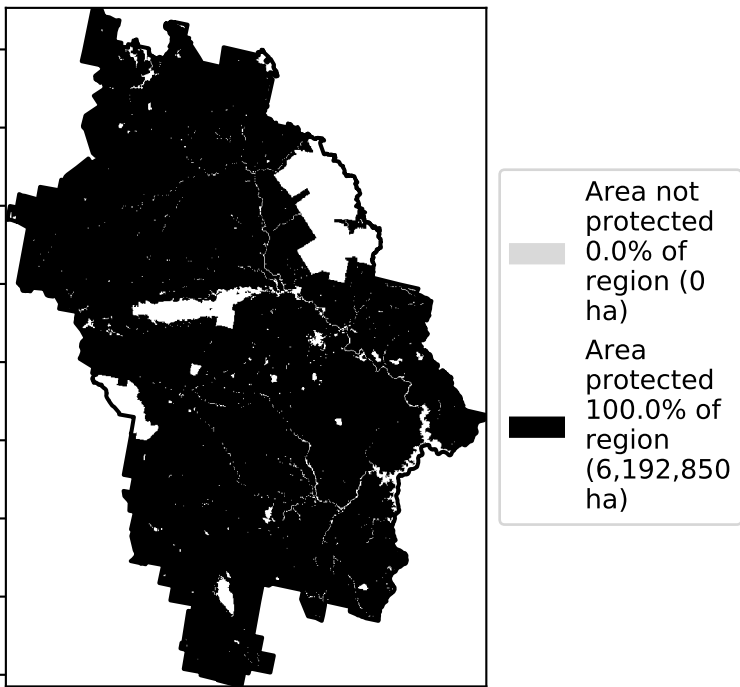 Area not
protected
0.0% of
region (0
ha)
Area
protected
100.0% of
region
(6,192,850
ha)